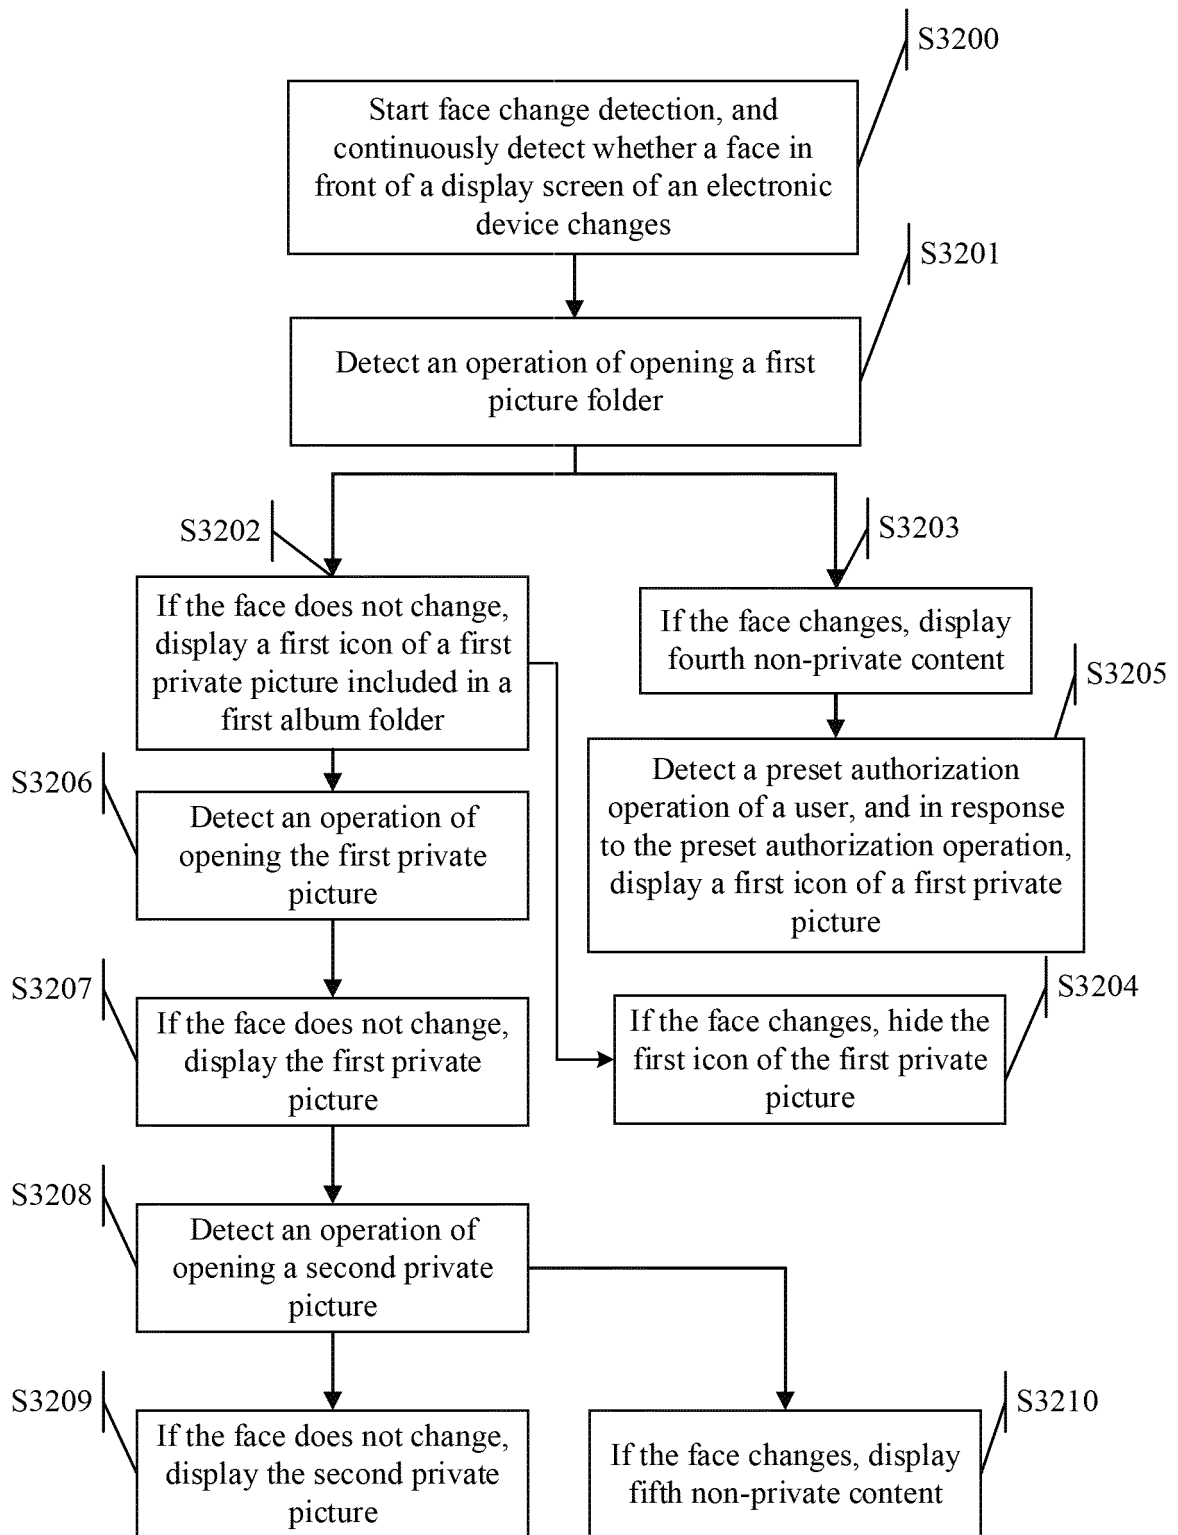 S3200
Start face change detection, and
continuously detect whether a face in
front of a display screen of an electronic
device changes
S3201
Detect an operation of opening a first
picture folder
S3202
If the face does not change,
display a first icon of a first
private picture included in a
first album folder
S3203
If the face changes, display
fourth non-private content
S3205
Detect a preset authorization
operation of a user, and in response
to the preset authorization operation,
display a first icon of a first private
picture
S3206
Detect an operation of
opening the first private
picture
S3204
If the face changes, hide the
first icon of the first private
picture
S3207
If the face does not change,
display the first private
picture
S3208
Detect an operation of
opening a second private
picture
S3209
If the face does not change,
display the second private
picture
S3210
If the face changes, display
fifth non-private content